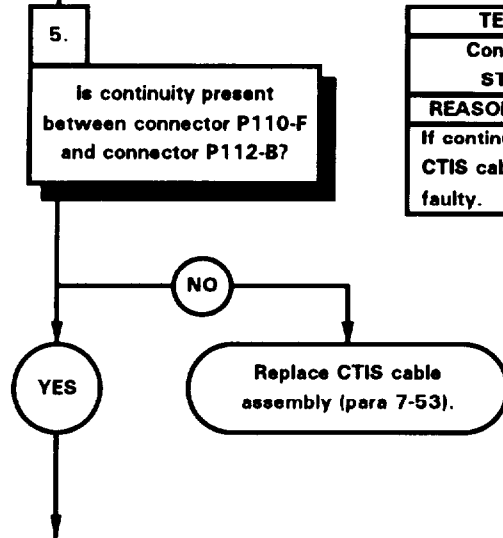 5.
is continuity present
between connector P110-F
and connector P112-B?
NO
YES
Replace CTIS cable
assembly (para 7-53).
TE
Con
ST
REASO
If contin
CTIS cab
faulty.